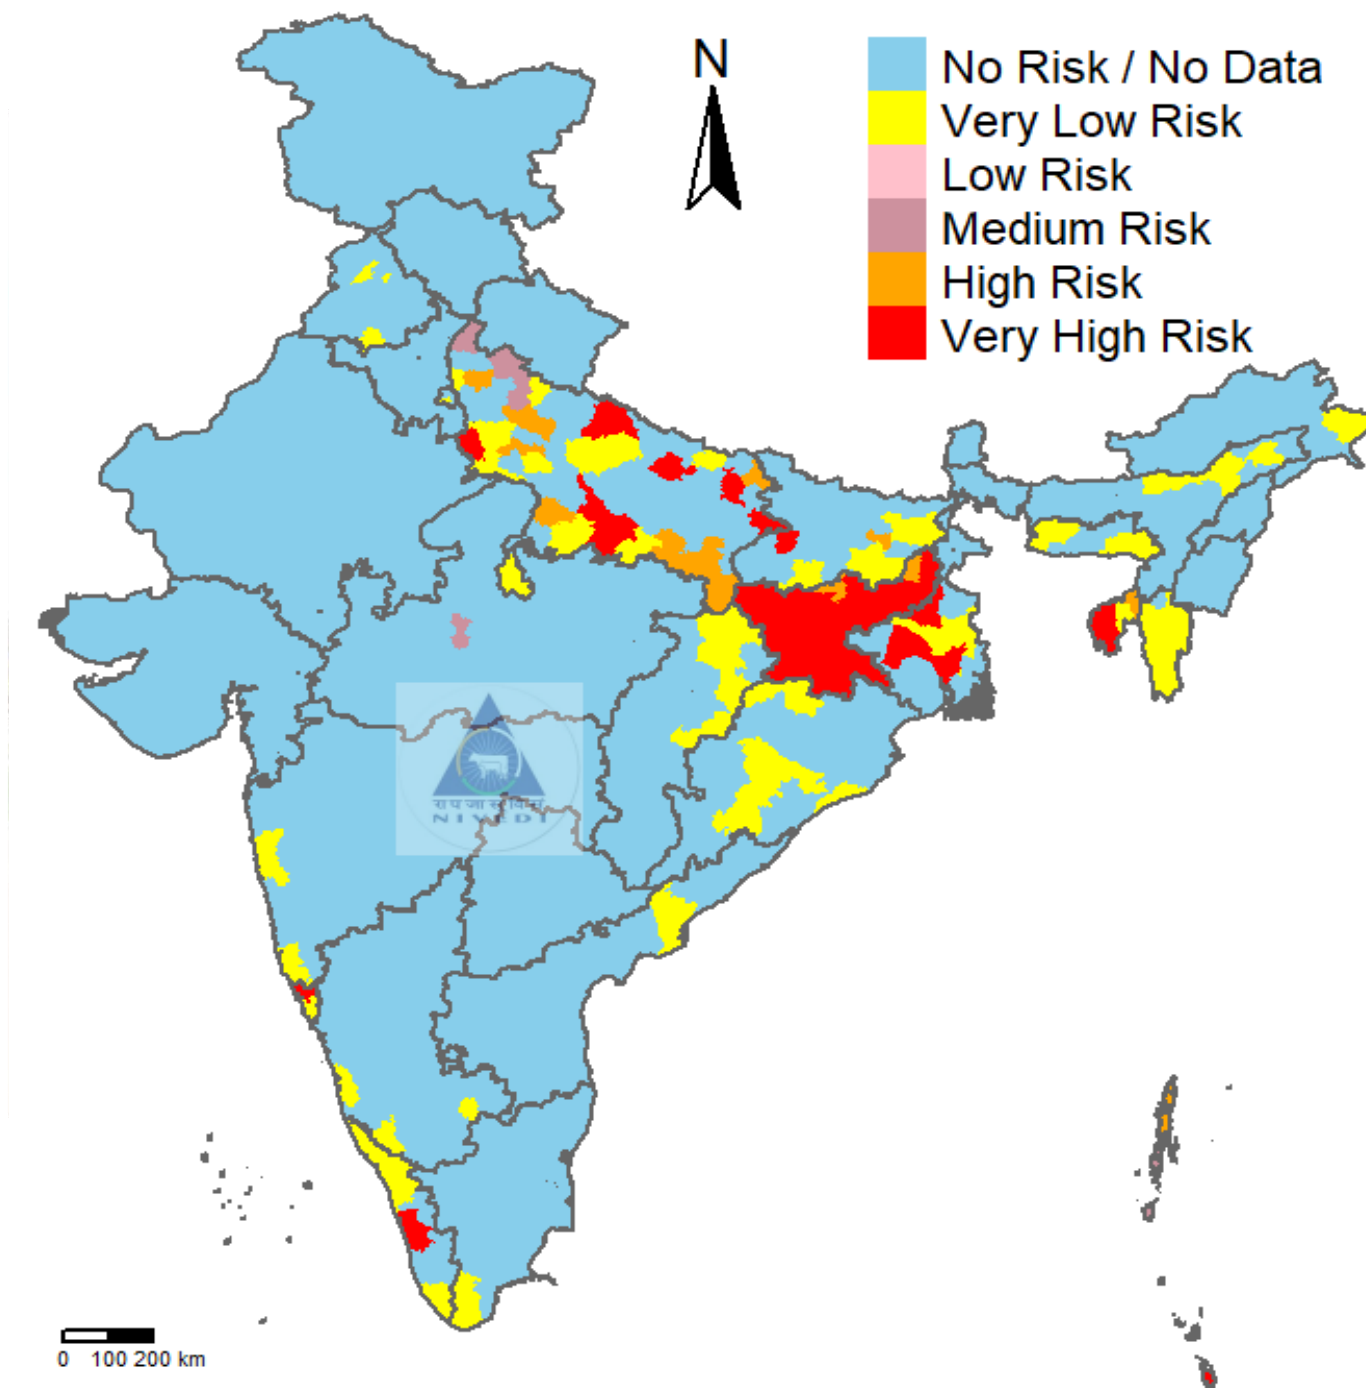 N
No Risk / No Data
Very Low Risk
Low Risk
Medium Risk
High Risk
Very High Risk
NIVEDI
0 100 200 km